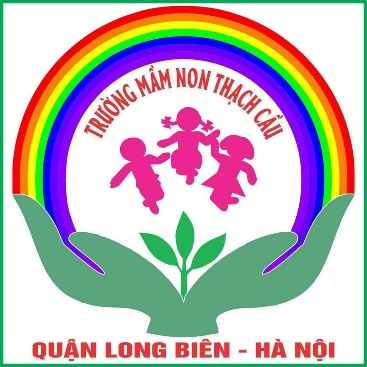 TRƯỜNG MẦM NON THẠCH CẦU
QUẬN LONG BIÊN - HÀ NỘI